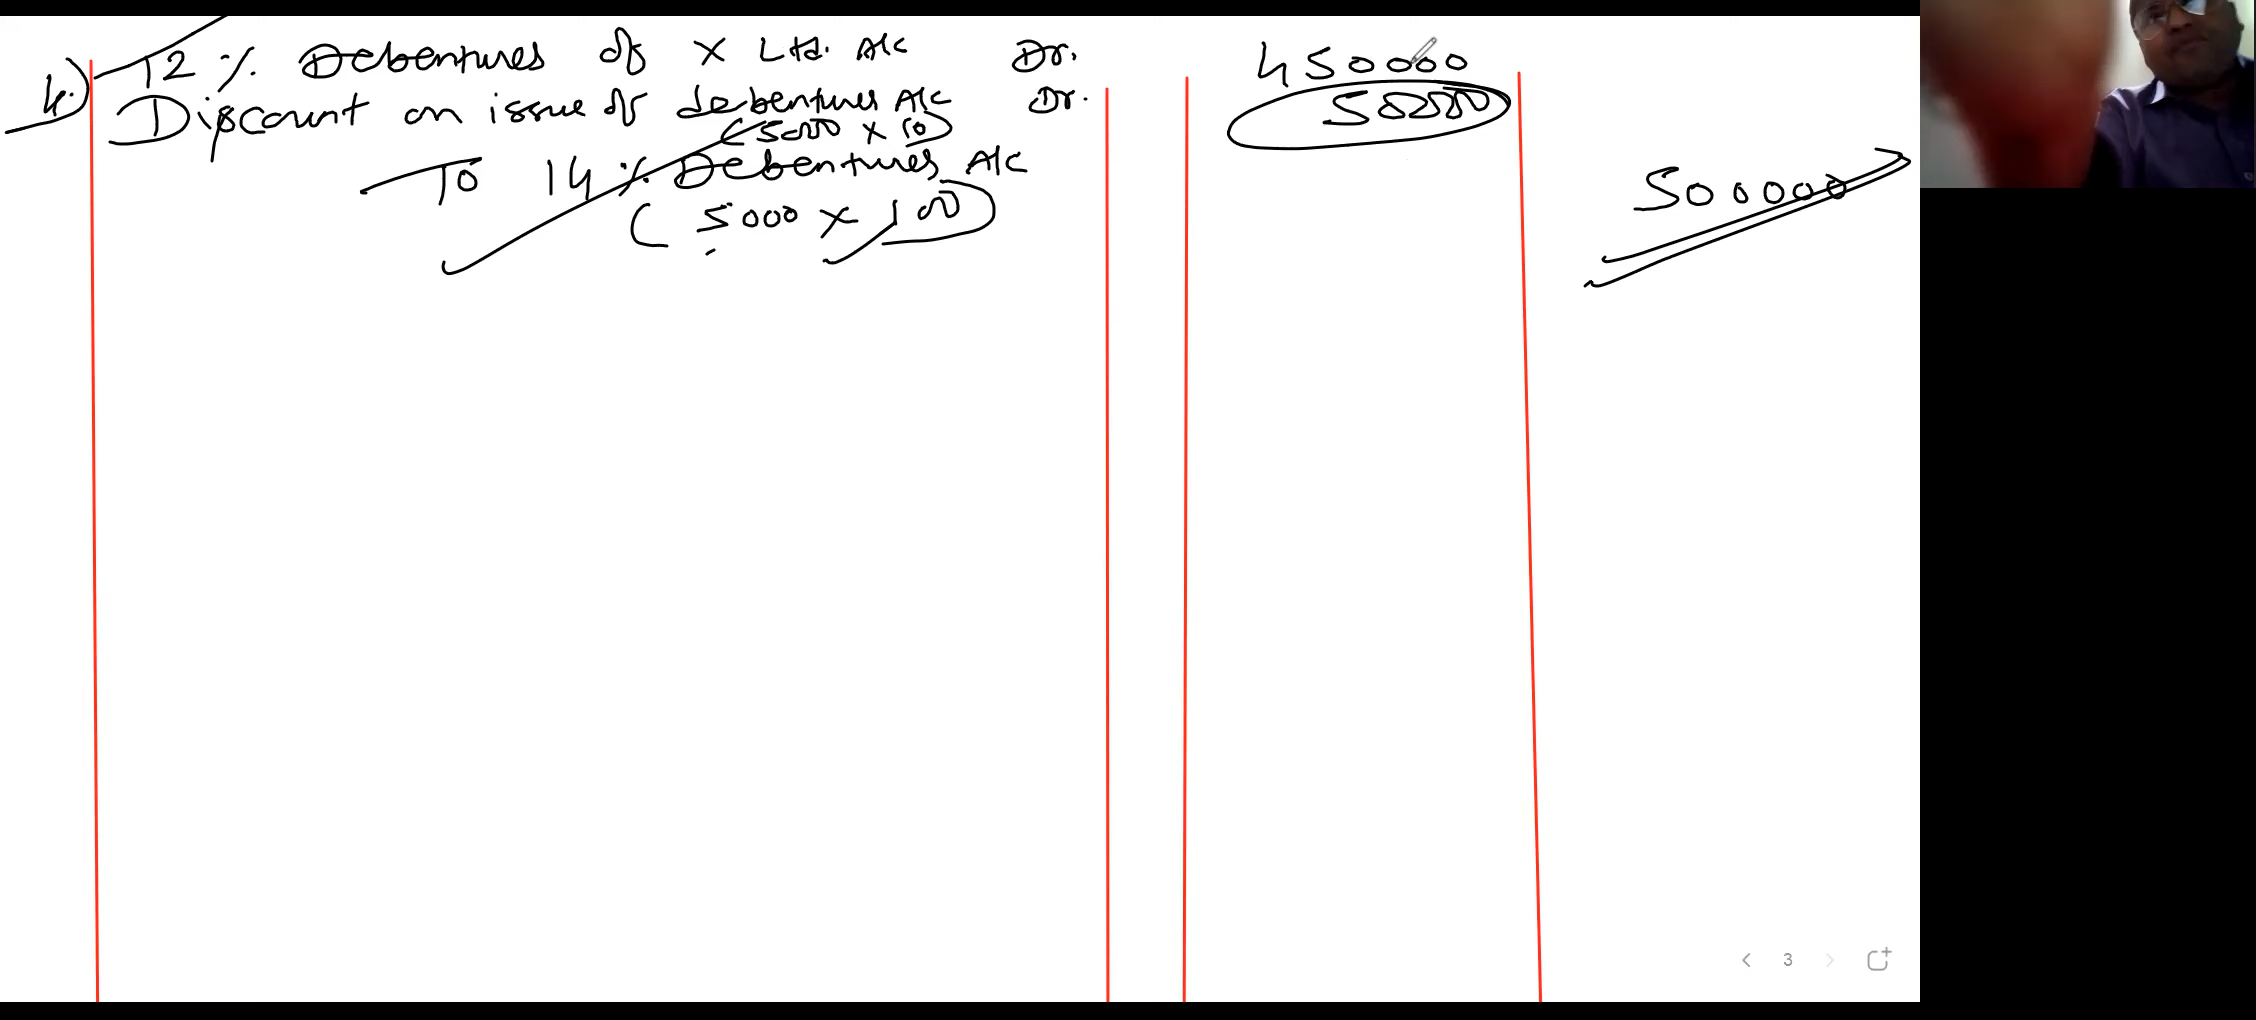 4.) 12 % Debentures of X Ltd. A/c Dr. 450000
Discount on issue of debentures A/c Dr. 50000
(5000 x 10)
To 14 % Debentures A/c 500000
(5000 x 100)
3